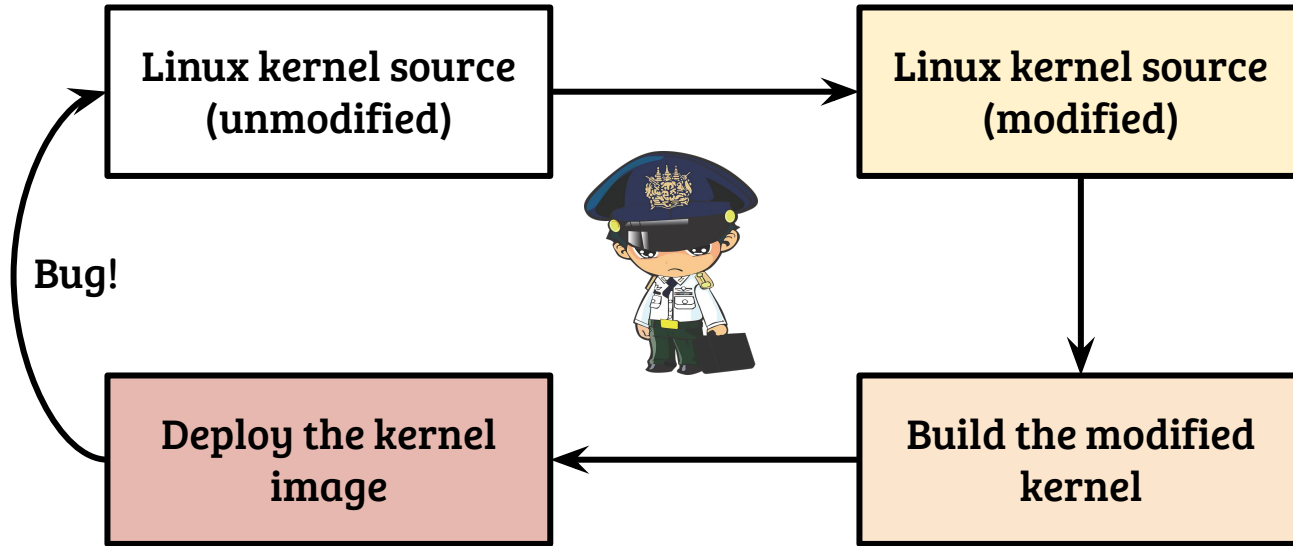 Linux kernel source
(unmodified)
Linux kernel source
(modified)
Bug!
Deploy the kernel
image
Build the modified
kernel